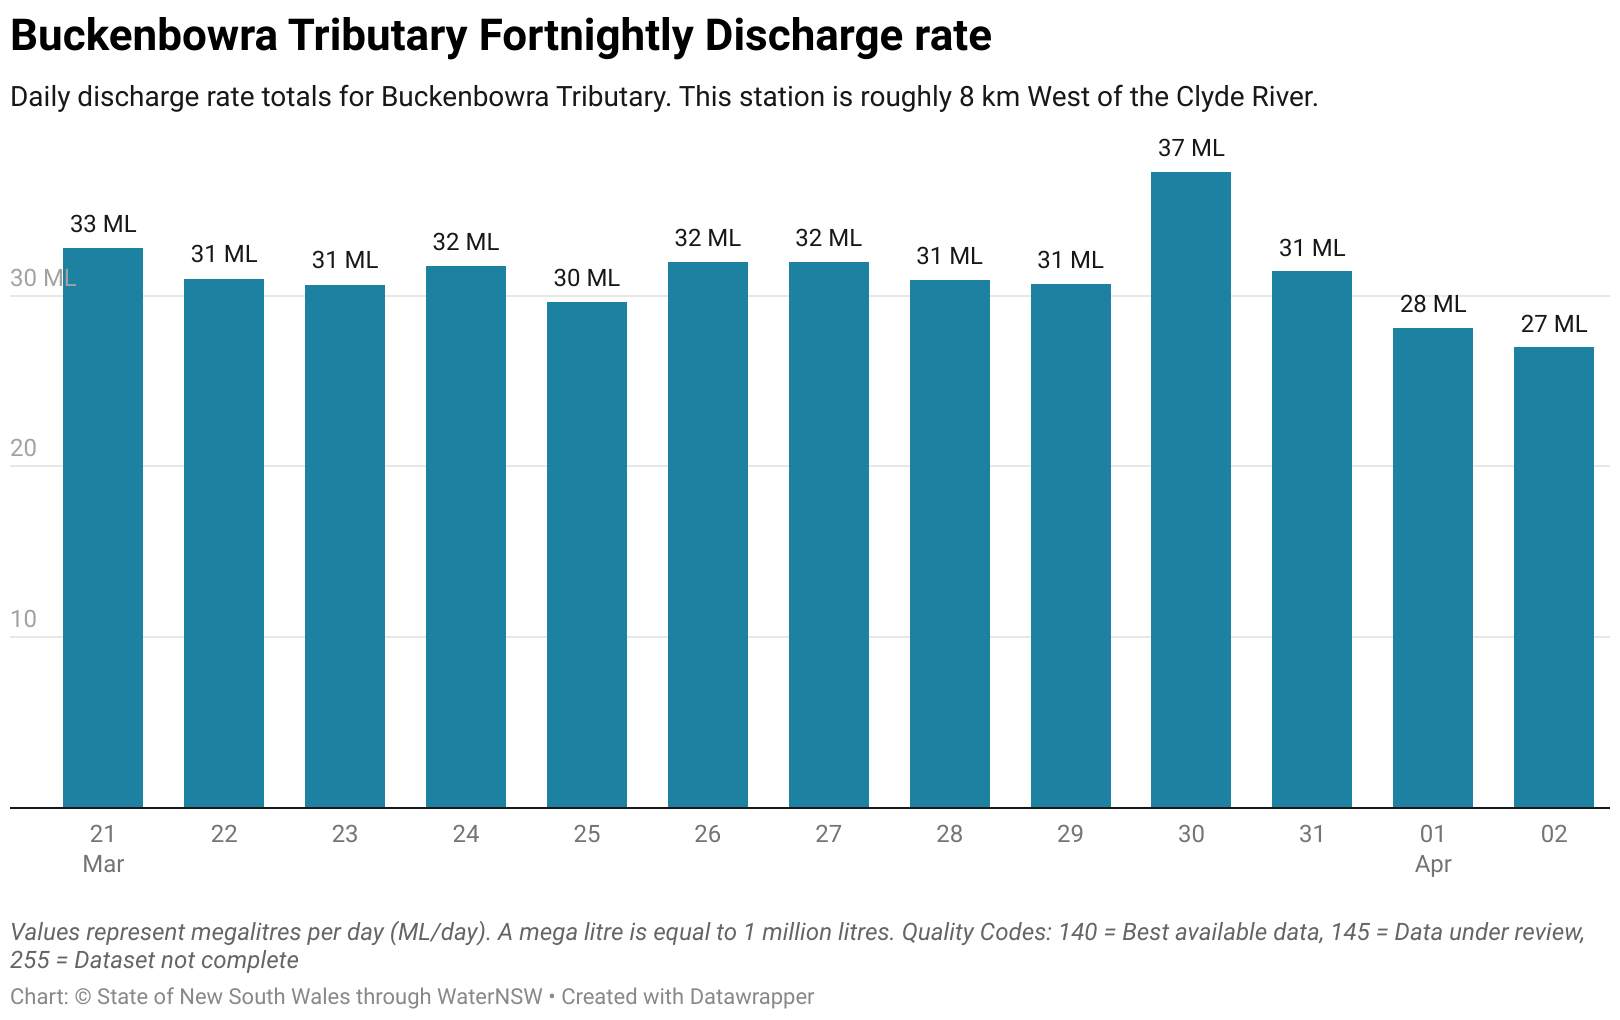 Buckenbowra Tributary Fortnightly Discharge rate
Daily discharge rate totals for Buckenbowra Tributary. This station is roughly 8 km West of the Clyde River.
37 ML
33 ML
31 ML
31 ML
32 ML
30 ML
32 ML
32 ML
31 ML
31 ML
31 ML
28 ML
27 ML
30 ML
20
10
21 22 23 24 25 26 27 28 29 30 31 01 02
Mar Apr
Values represent megalitres per day (ML/day). A mega litre is equal to 1 million litres. Quality Codes: 140 = Best available data, 145 = Data under review,
255 = Dataset not complete
Chart: © State of New South Wales through WaterNSW • Created with Datawrapper